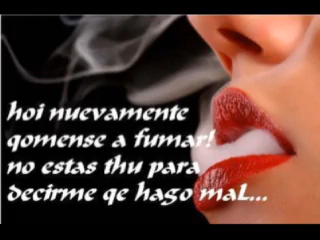 hoi nuevamente
qomense a fumar!
no estas thu para
decirme qe hago maL...